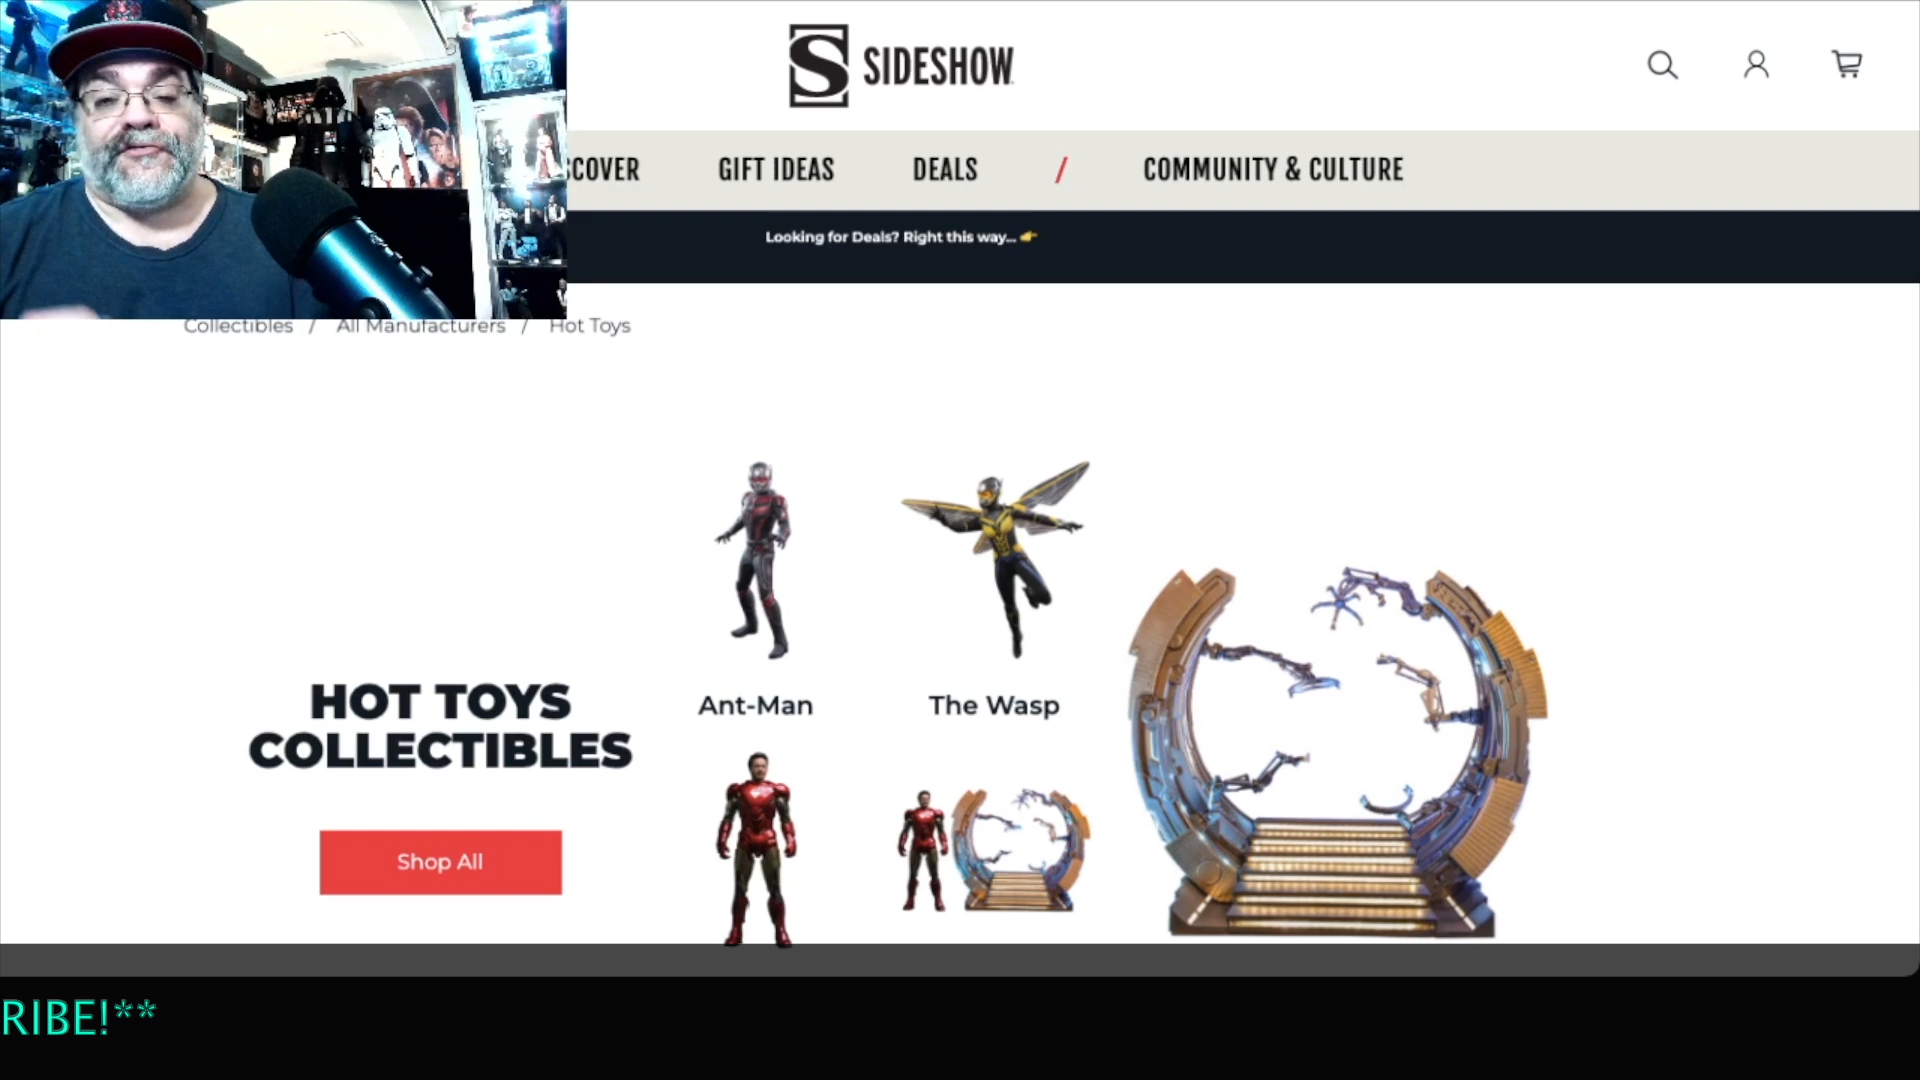 S SIDESHOW
SCOVER GIFT IDEAS DEALS / COMMUNITY & CULTURE
Looking for Deals? Right this way... 👉
Collectibles / All Manufacturers / Hot Toys
HOT TOYS
COLLECTIBLES
Shop All
Ant-Man
The Wasp
RIBE!**